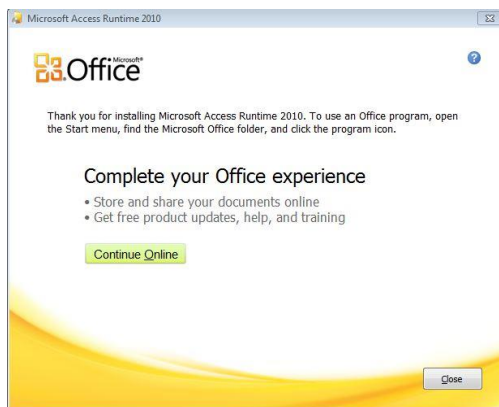 Microsoft Access Runtime 2010
Microsoft®
Office
Thank you for installing Microsoft Access Runtime 2010. To use an Office program, open
the Start menu, find the Microsoft Office folder, and click the program icon.
Complete your Office experience
• Store and share your documents online
• Get free product updates, help, and training
Continue Online
Close